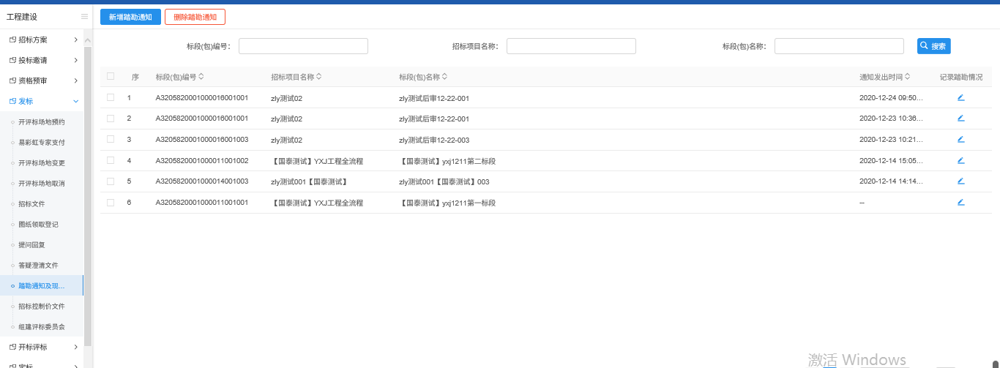 工程建设
新增踏勘通知 删除踏勘通知
招标方案
投标邀请
资格预审
发标
开评标场地预约
易彩虹专家支付
开评标场地变更
开评标场地取消
招标文件
图纸领取登记
提问回复
答疑澄清文件
踏勘通知及现...
招标控制价文件
组建评标委员会
开标评标
定标
标段(包)编号： 招标项目名称： 标段(包)名称： 搜索
序 标段(包)编号 招标项目名称 标段(包)名称 通知发出时间 记录踏勘情况
1 A3205820001000016001001 zly测试02 zly测试后审12-22-001 2020-12-24 09:50...
2 A3205820001000016001001 zly测试02 zly测试后审12-22-001 2020-12-23 10:36...
3 A3205820001000016001003 zly测试02 zly测试后审12-22-003 2020-12-23 10:21...
4 A3205820001000011001002 【国泰测试】YXJ工程全流程 【国泰测试】yxj1211第二标段 2020-12-14 15:05...
5 A3205820001000014001003 zly测试001【国泰测试】 zly测试001【国泰测试】003 2020-12-14 14:14...
6 A3205820001000011001001 【国泰测试】YXJ工程全流程 【国泰测试】yxj1211第一标段 --
激活 Windows